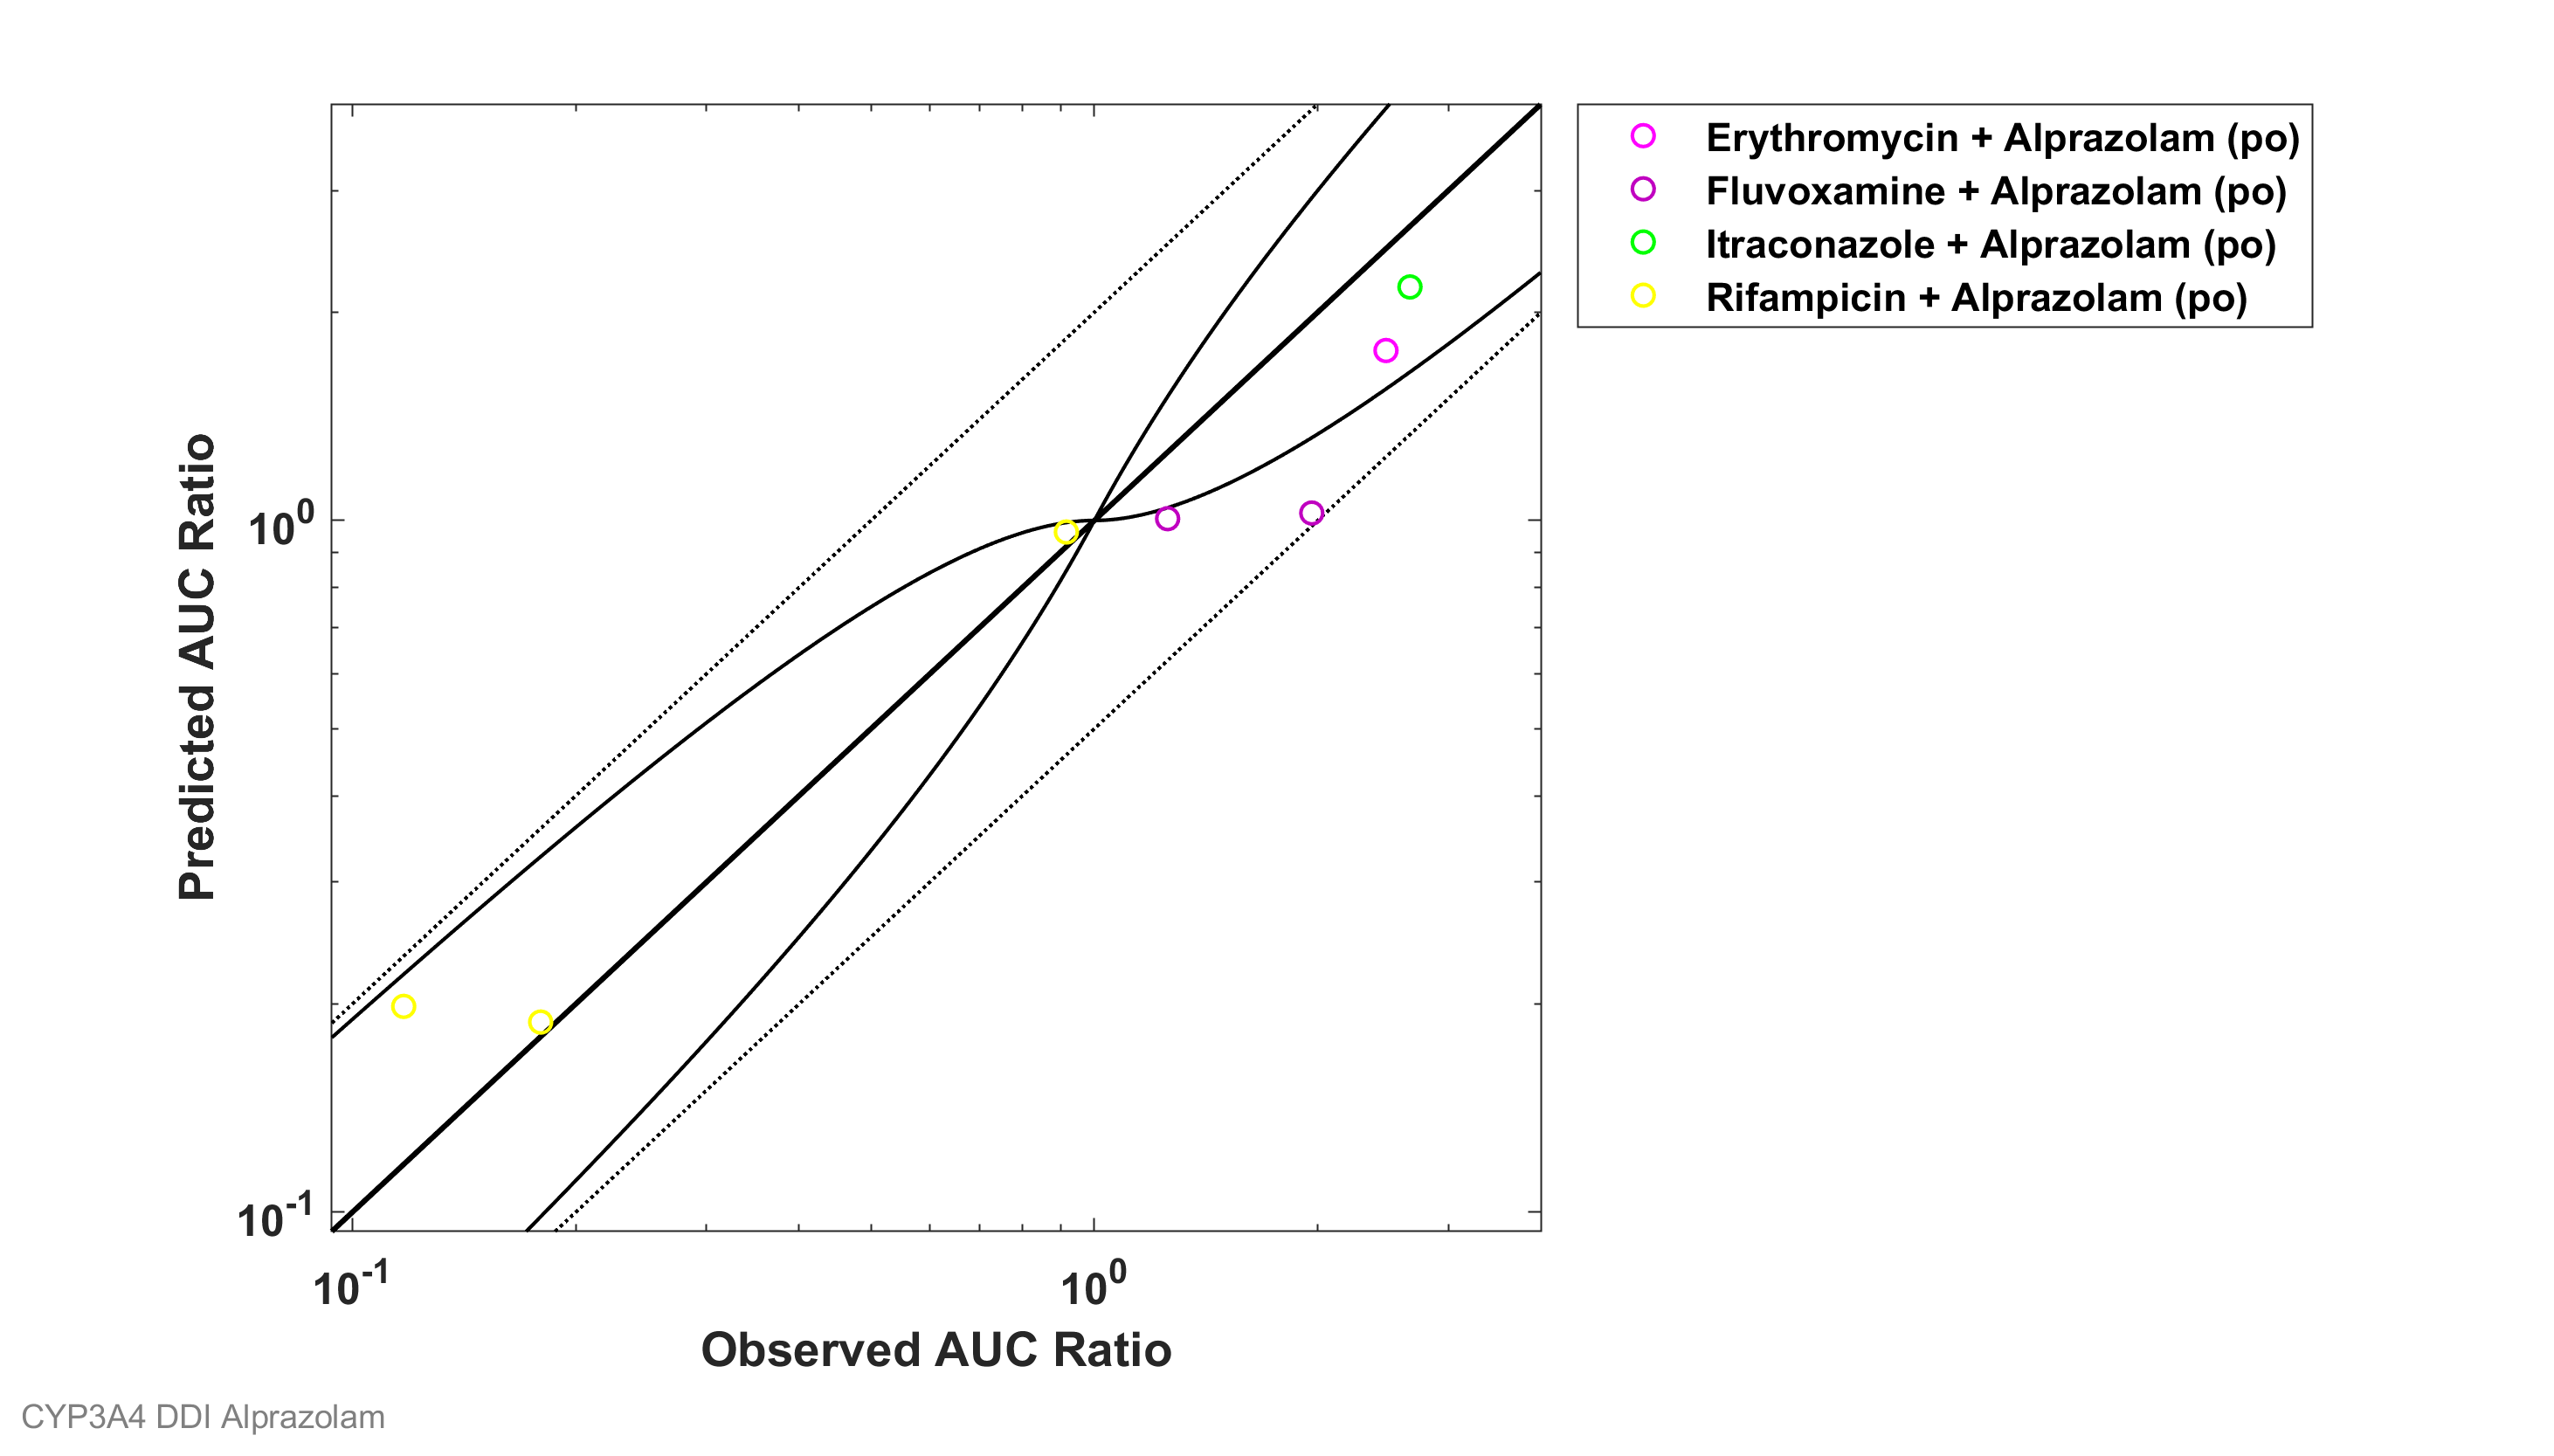 Erythromycin + Alprazolam (po)
Fluvoxamine + Alprazolam (po)
Itraconazole + Alprazolam (po)
Rifampicin + Alprazolam (po)
Predicted AUC Ratio
10^0
10^-1
10^-1
10^0
Observed AUC Ratio
CYP3A4 DDI Alprazolam